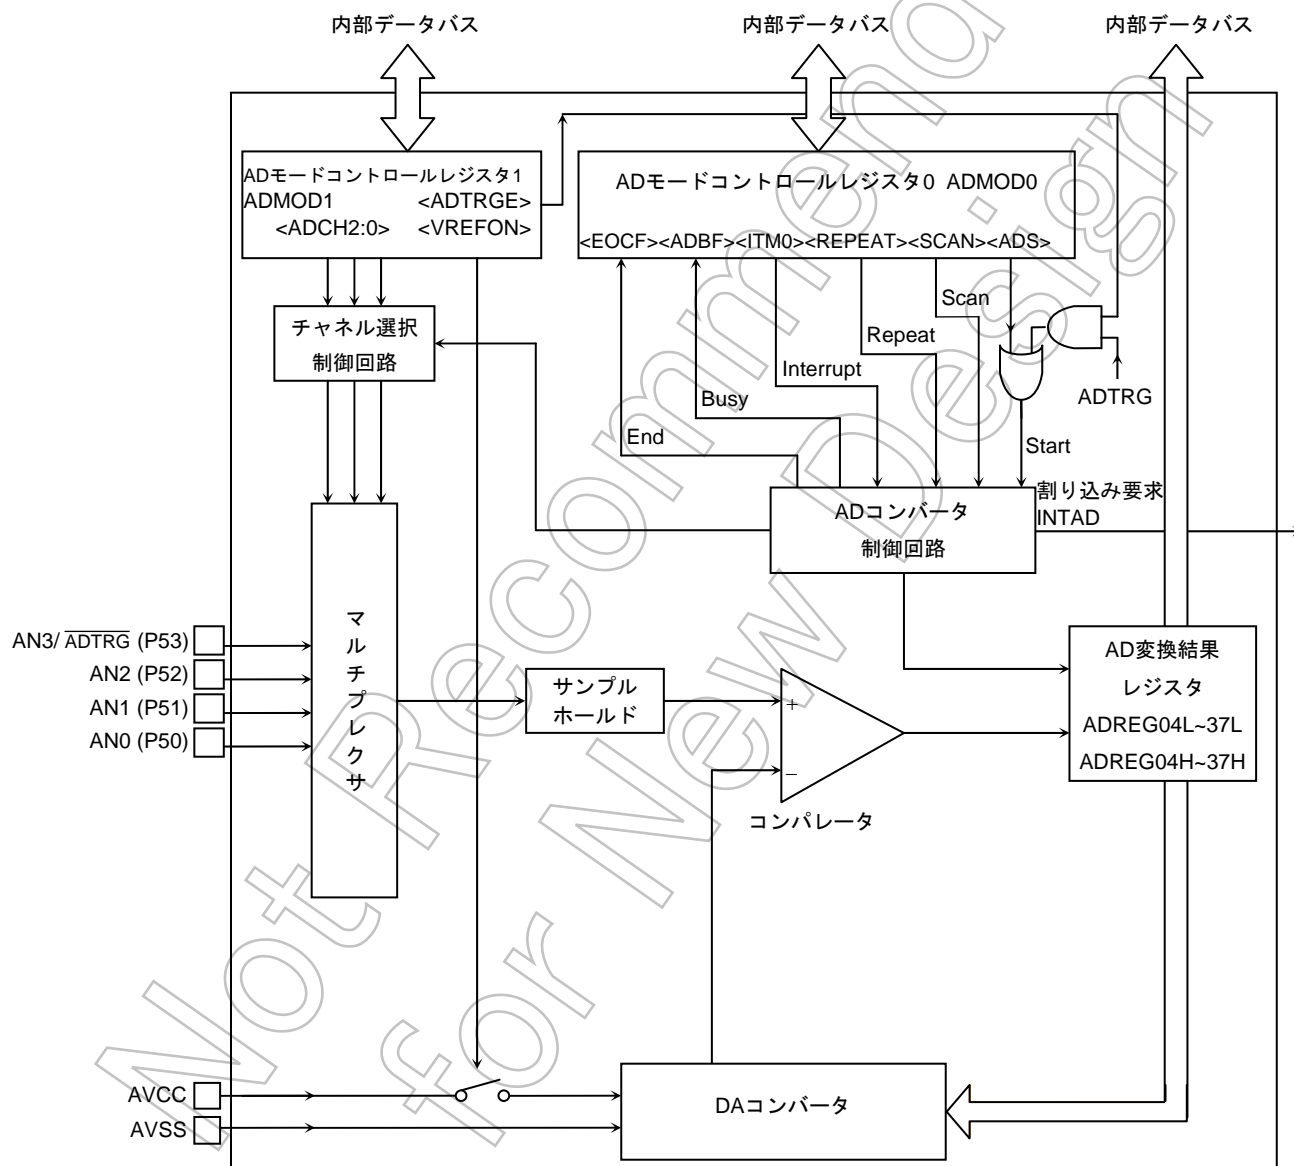 内部データバス
内部データバス
内部データバス
ADモードコントロールレジスタ1
ADMOD1 <ADTRGE>
<ADCH2:0> <VREFON>
ADモードコントロールレジスタ0 ADMOD0
<EOCF><ADBF><ITM0><REPEAT><SCAN><ADS>
チャネル選択
制御回路
Scan
Repeat
Interrupt
Busy
End
ADTRG
Start
ADコンバータ
制御回路
割り込み要求
INTAD
マルチプレクサ
AN3/ ADTRG (P53)
AN2 (P52)
AN1 (P51)
AN0 (P50)
サンプル
ホールド
+
−
コンパレータ
AD変換結果
レジスタ
ADREG04L~37L
ADREG04H~37H
AVCC
AVSS
DAコンバータ
Not Recommended
for New Design